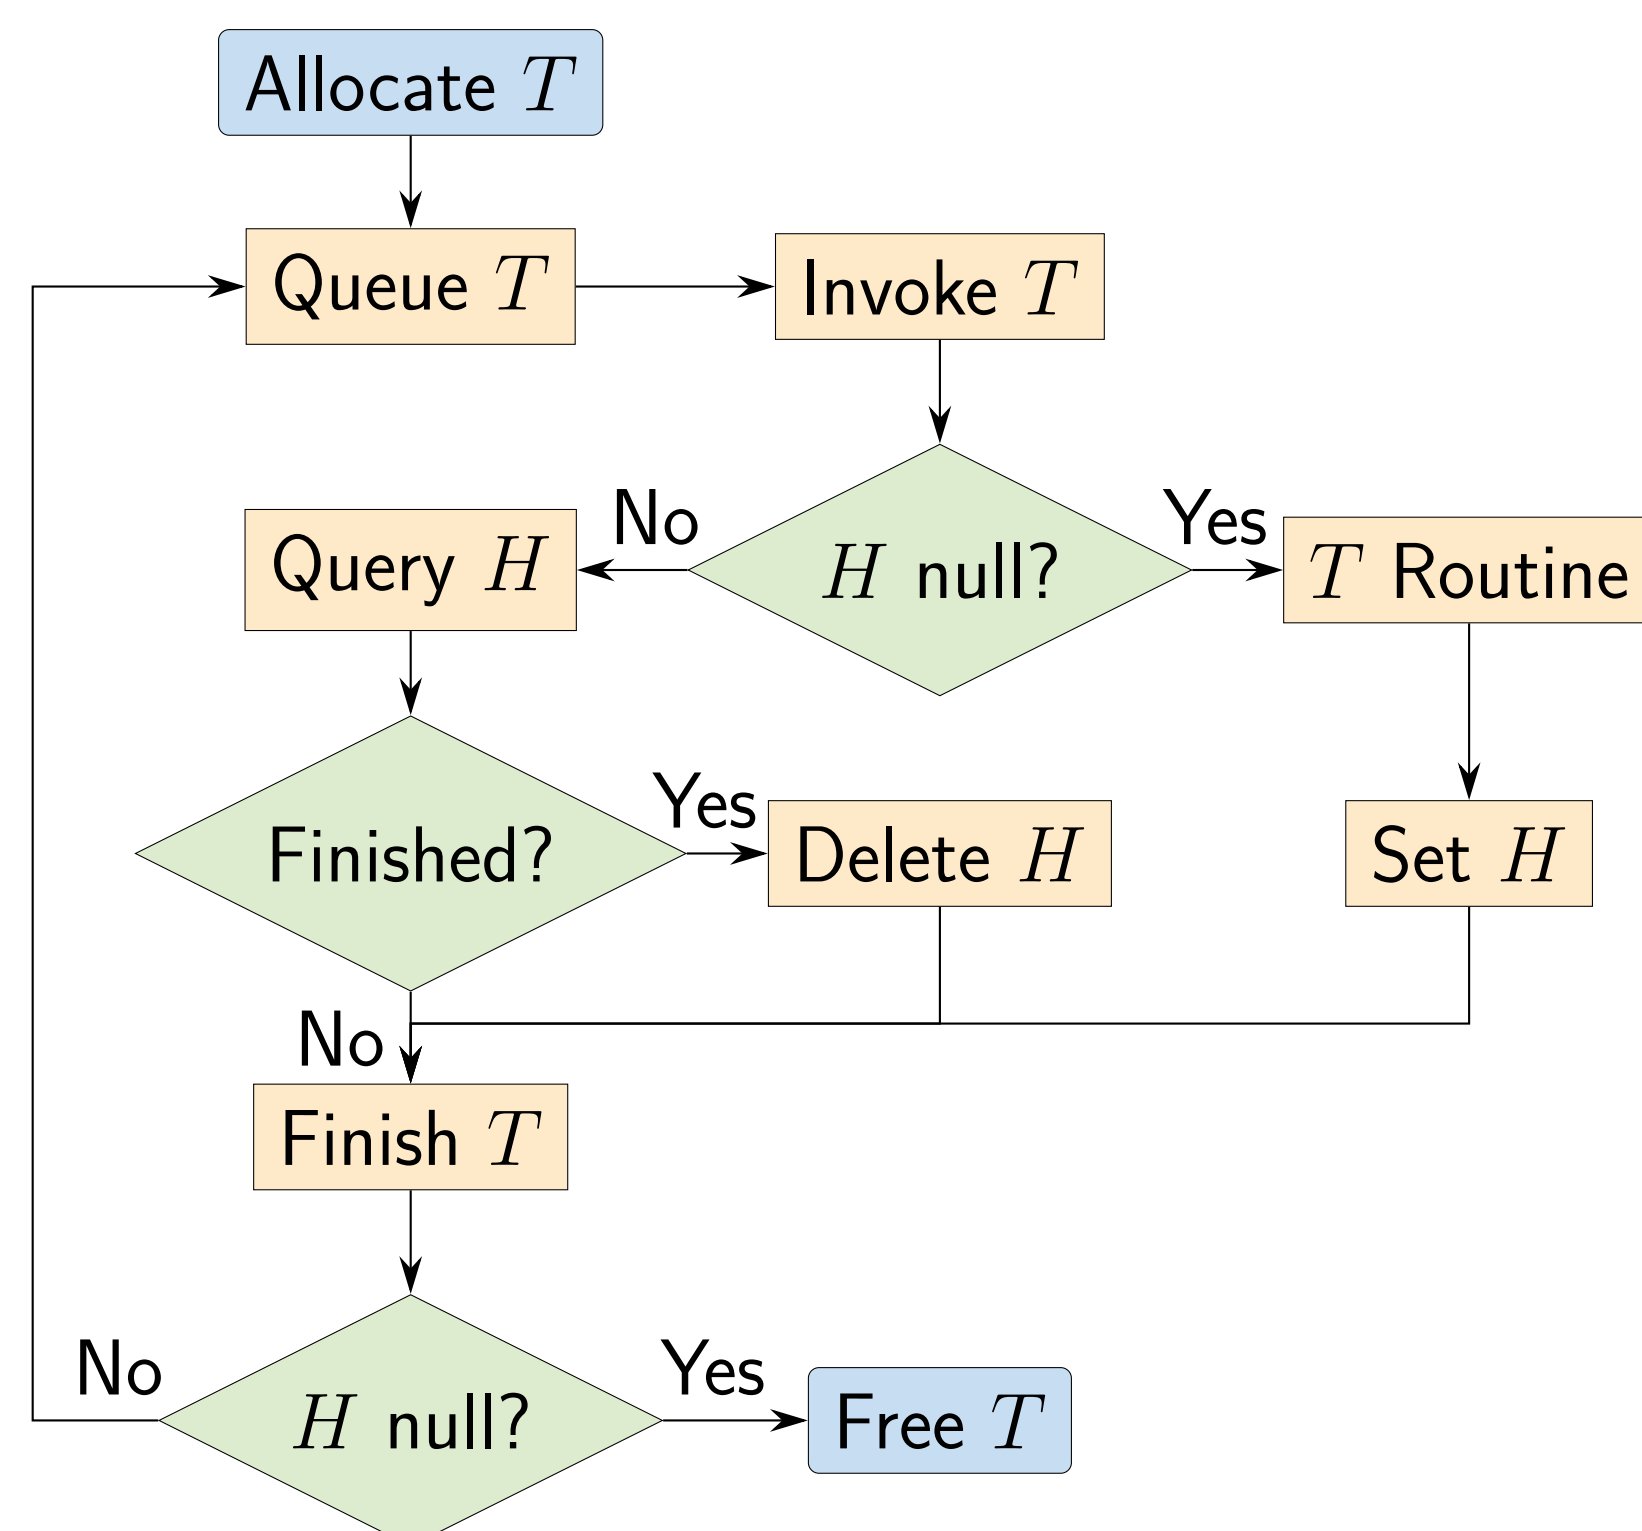 Allocate T
Queue T
Invoke T
No
Yes
Query H
H null?
T Routine
Yes
Finished?
Delete H
Set H
No
Finish T
No
Yes
H null?
Free T